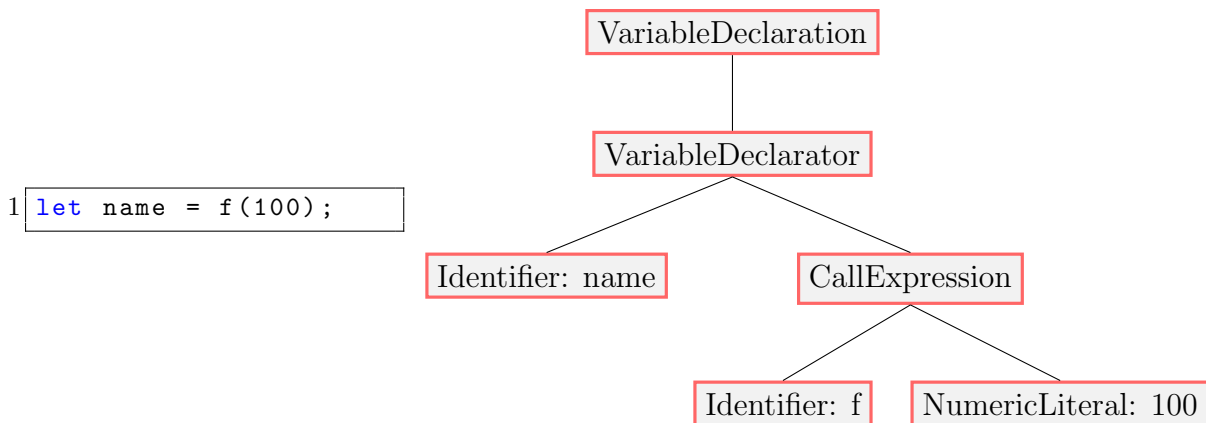 VariableDeclaration
VariableDeclarator
1 let name = f(100);
Identifier: name
CallExpression
Identifier: f
NumericLiteral: 100